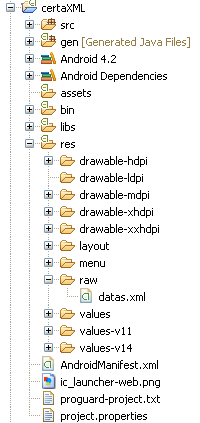 certaXML
src
gen [Generated Java Files]
Android 4.2
Android Dependencies
assets
bin
libs
res
drawable-hdpi
drawable-ldpi
drawable-mdpi
drawable-xhdpi
drawable-xxhdpi
layout
menu
raw
datas.xml
values
values-v11
values-v14
AndroidManifest.xml
ic_launcher-web.png
proguard-project.txt
project.properties